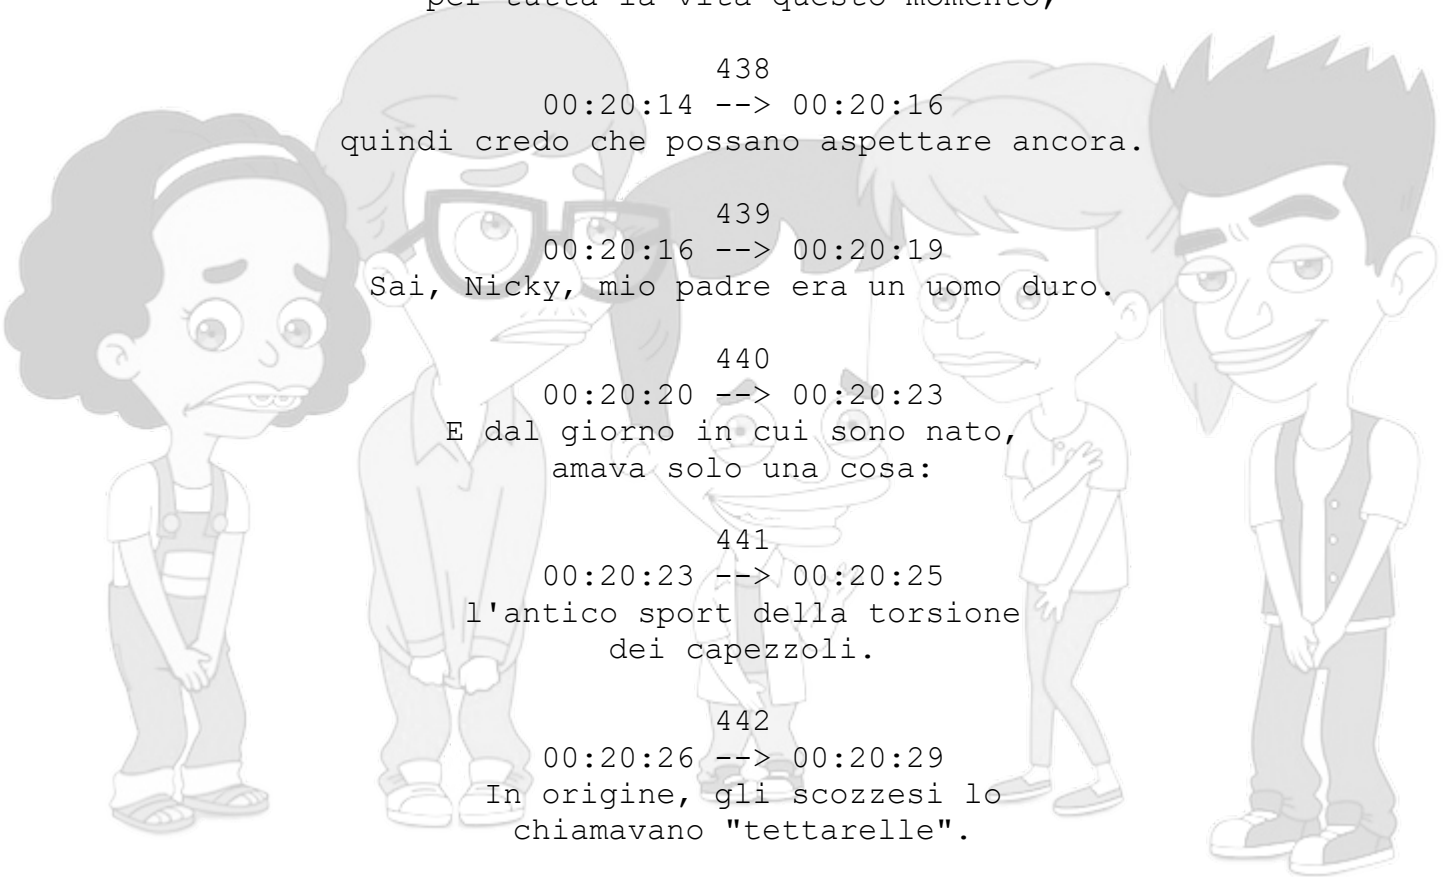 per tutta la vita questo momento,
438
00:20:14 --> 00:20:16
quindi credo che possano aspettare ancora.
439
00:20:16 --> 00:20:19
Sai, Nicky, mio padre era un uomo duro.
440
00:20:20 --> 00:20:23
E dal giorno in cui sono nato,
amava solo una cosa:
441
00:20:23 --> 00:20:25
l'antico sport della torsione
dei capezzoli.
442
00:20:26 --> 00:20:29
In origine, gli scozzesi lo
chiamavano "tettarelle".